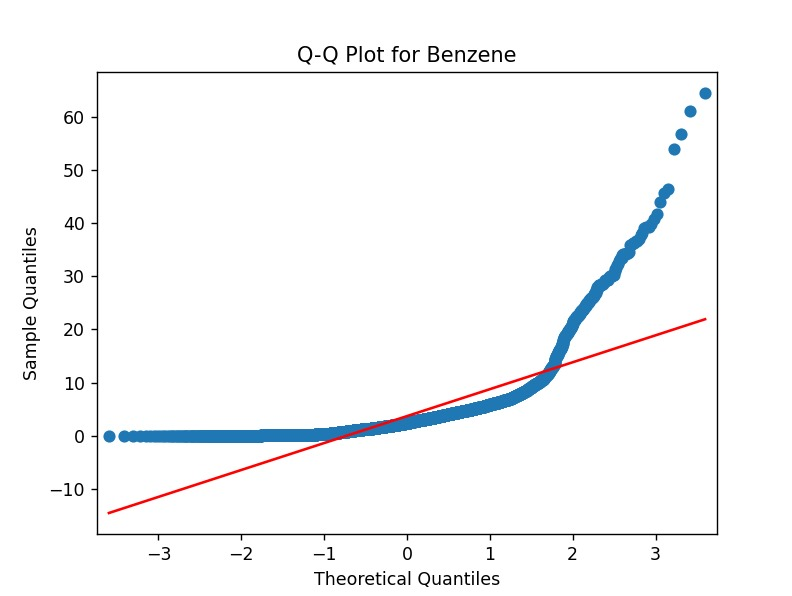 Q-Q Plot for Benzene
60
50
40
30
20
10
0
−10
Sample Quantiles
−3 −2 −1 0 1 2 3
Theoretical Quantiles